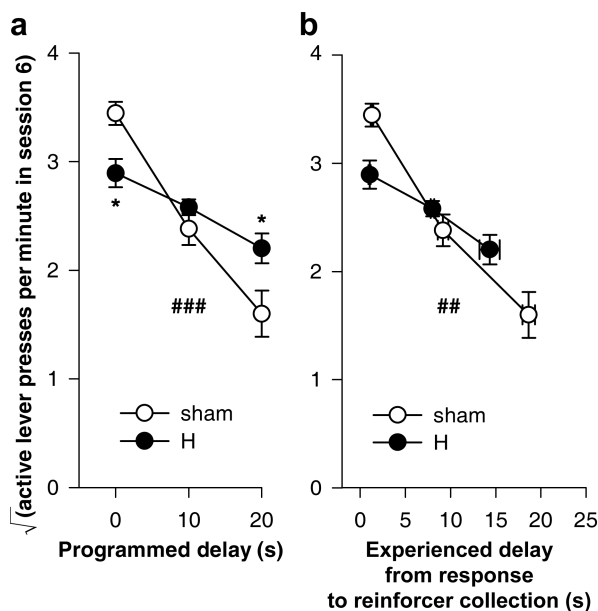 a
b
√(active lever presses per minute in session 6)
4
3
2
1
0
*
*
###
sham
H
0
10
20
Programmed delay (s)
4
3
2
1
0
##
sham
H
0
5
10
15
20
25
Experienced delay
from response
to reinforcer collection (s)